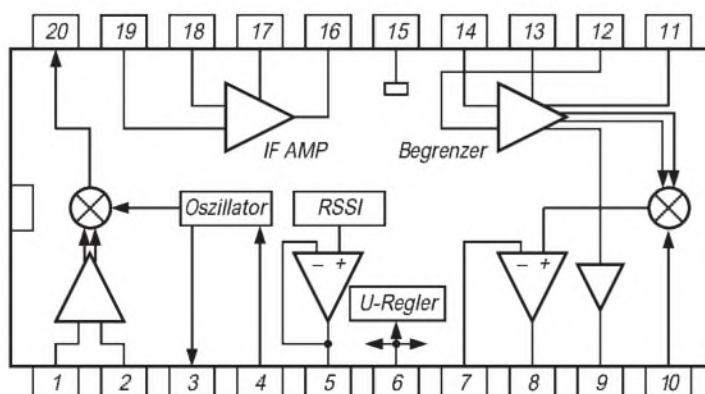 20 19 18 17 16 15 14 13 12 11
IF AMP Begrenzer
Oszillator RSSI
– + – +
U-Regler
1 2 3 4 5 6 7 8 9 10